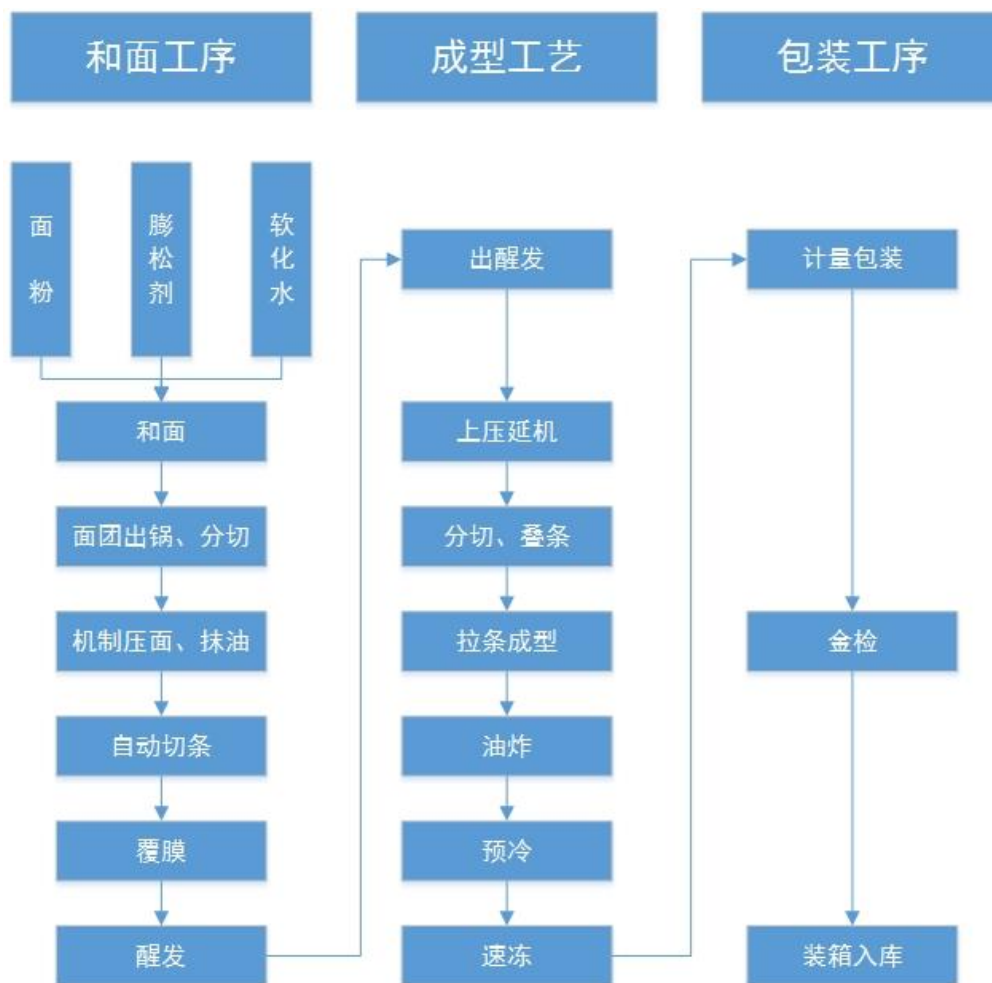 和面工序
成型工艺
包装工序
面粉
膨松剂
软化水
和面
面团出锅、分切
机制压面、抹油
自动切条
覆膜
醒发
出醒发
上压延机
分切、叠条
拉条成型
油炸
预冷
速冻
计量包装
金检
装箱入库